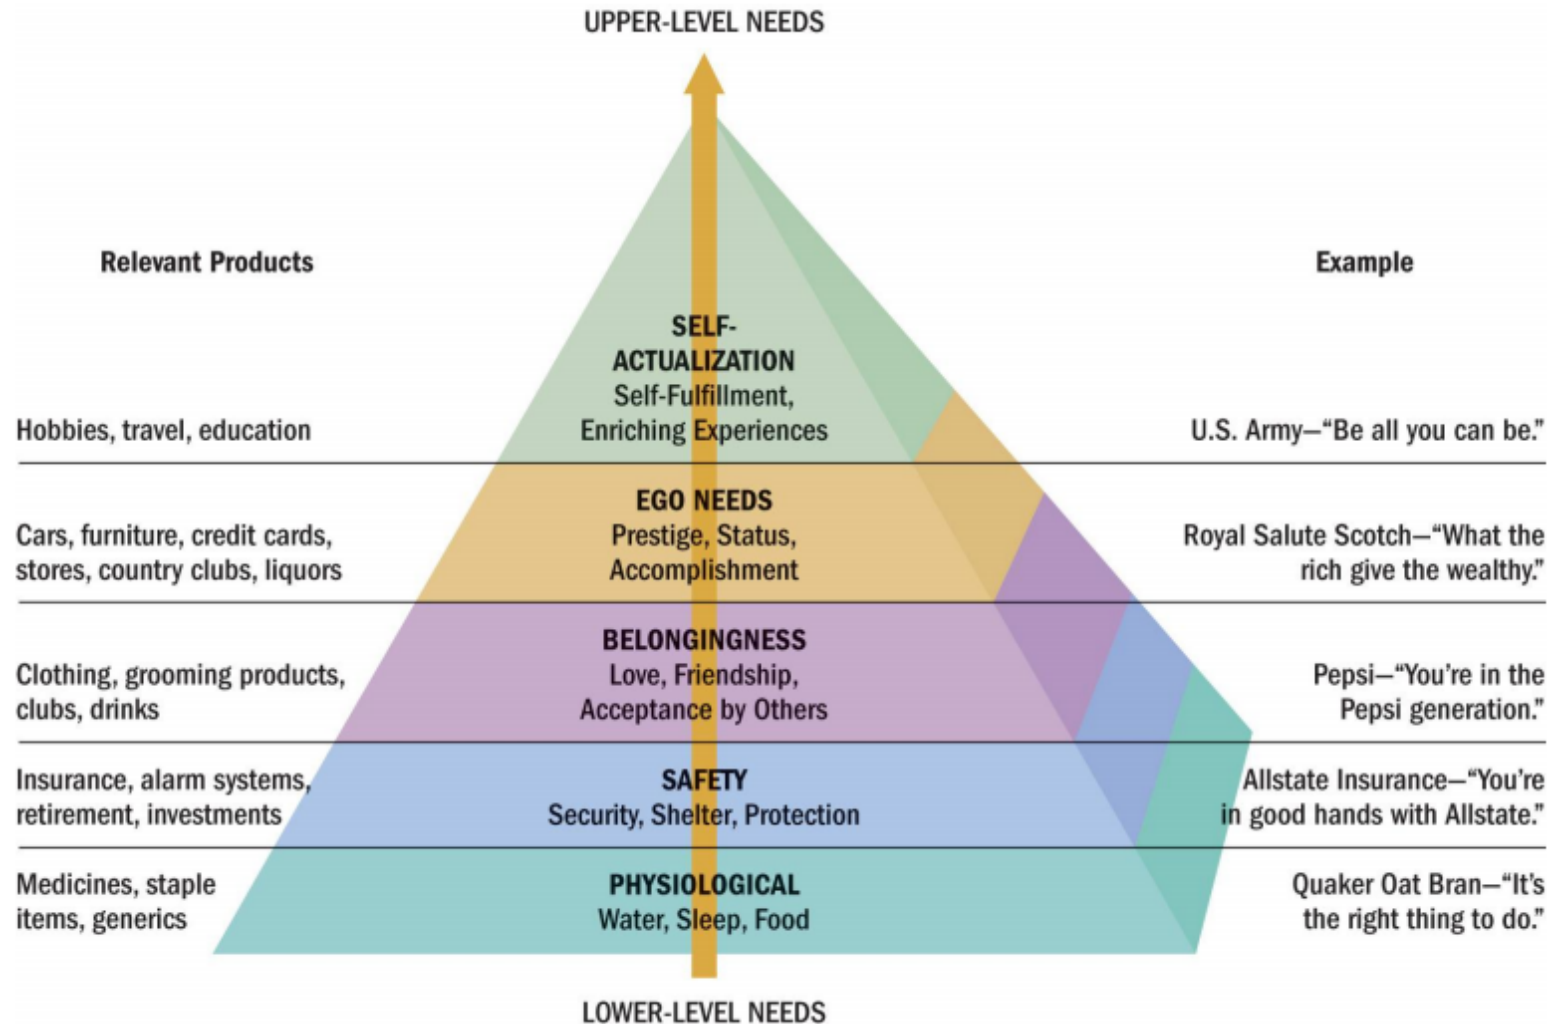 UPPER-LEVEL NEEDS
Relevant Products
Example
SELF-
ACTUALIZATION
Self-Fulfillment,
Enriching Experiences
Hobbies, travel, education
U.S. Army—“Be all you can be.”
EGO NEEDS
Prestige, Status,
Accomplishment
Cars, furniture, credit cards,
stores, country clubs, liquors
Royal Salute Scotch—“What the
rich give the wealthy.”
BELONGINGNESS
Love, Friendship,
Acceptance by Others
Clothing, grooming products,
clubs, drinks
Pepsi—“You’re in the
Pepsi generation.”
SAFETY
Security, Shelter, Protection
Insurance, alarm systems,
retirement, investments
Allstate Insurance—“You’re
in good hands with Allstate.”
PHYSIOLOGICAL
Water, Sleep, Food
Medicines, staple
items, generics
Quaker Oat Bran—“It’s
the right thing to do.”
LOWER-LEVEL NEEDS